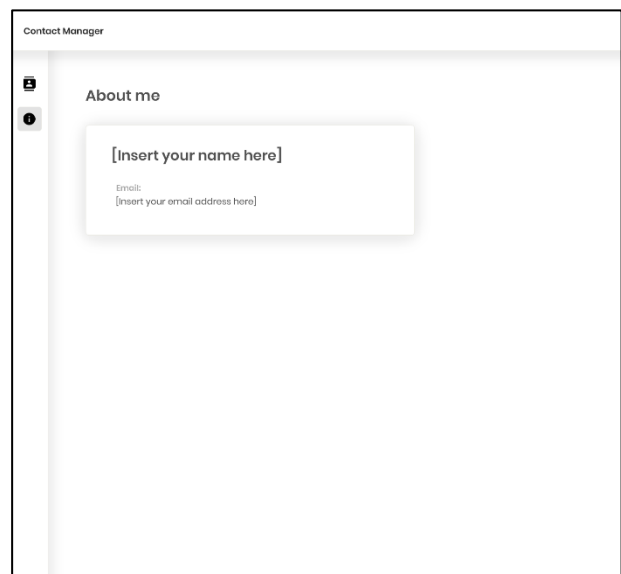 Contact Manager
About me
[Insert your name here]
Email:
[Insert your email address here]